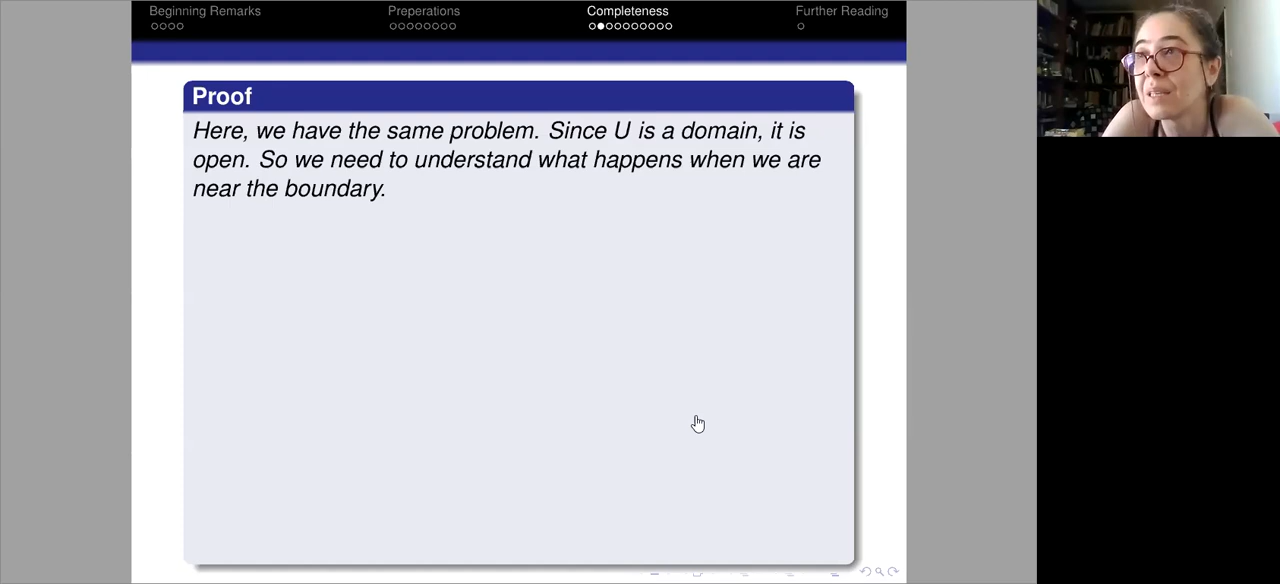 Beginning Remarks
Preperations
Completeness
Further Reading
Proof
Here, we have the same problem. Since U is a domain, it is
open. So we need to understand what happens when we are
near the boundary.